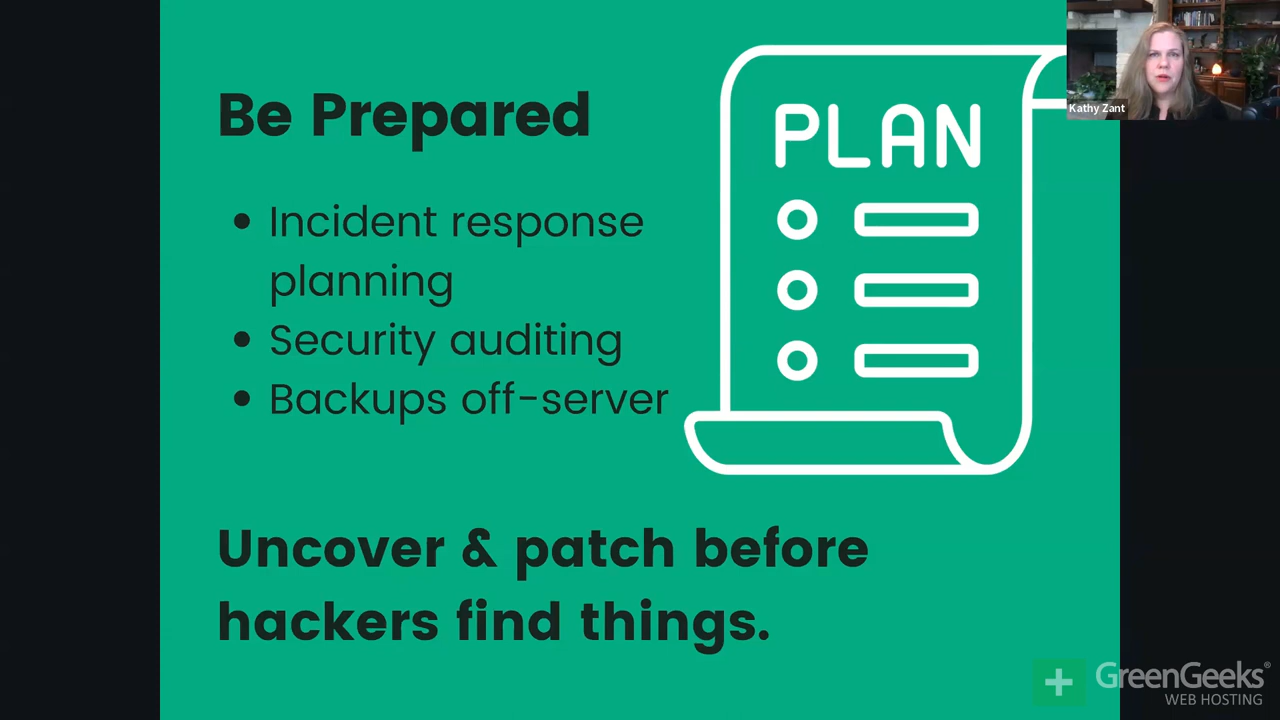 Be Prepared
PLAN
Kathy Zant
• Incident response
planning
• Security auditing
• Backups off-server
Uncover & patch before
hackers find things.
GreenGeeks®
WEB HOSTING